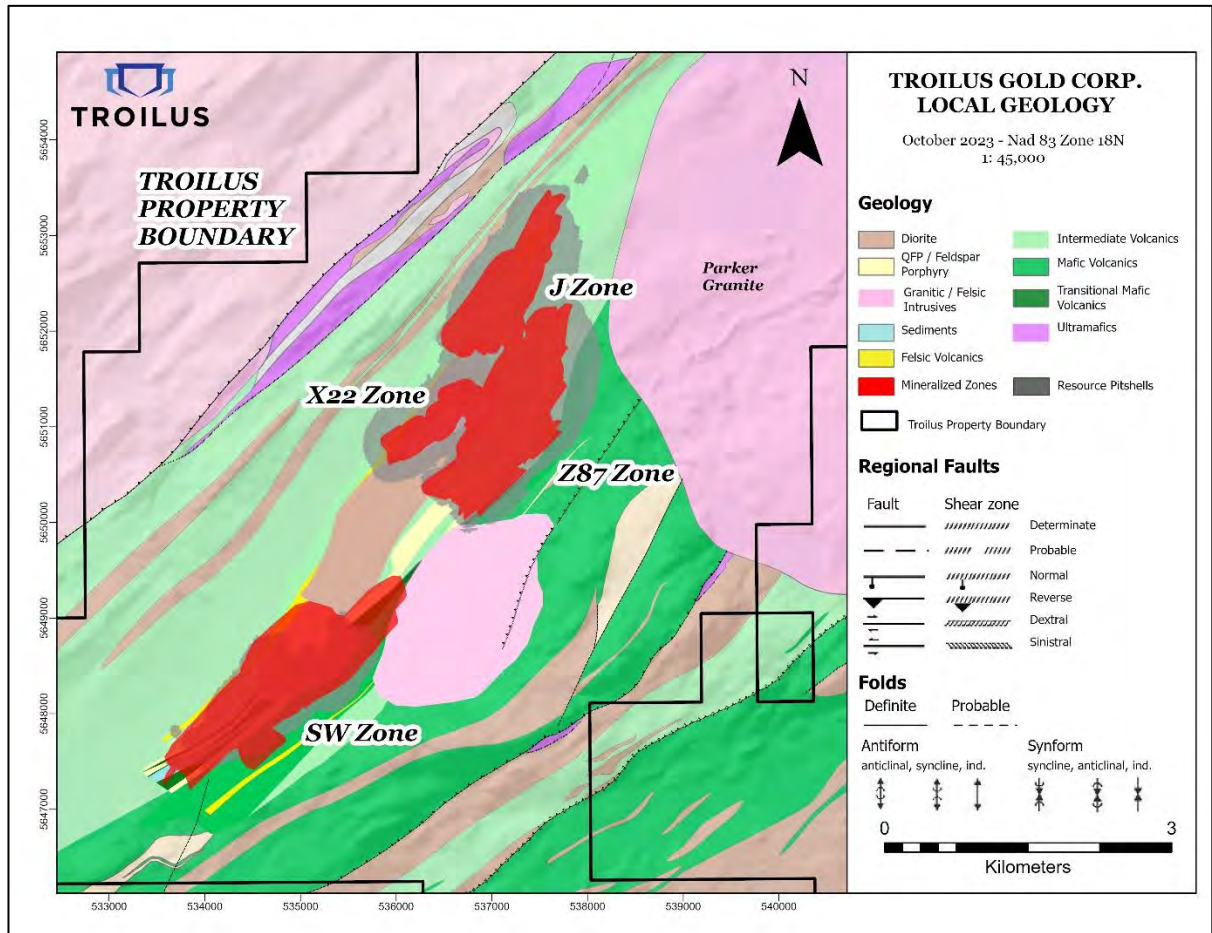 TROILUS
TROILUS
PROPERTY
BOUNDARY
N
J Zone
Parker
Granite
X22 Zone
Z87 Zone
SW Zone
5654000
5653000
5652000
5651000
5650000
5649000
5648000
5647000
533000
534000
535000
536000
537000
538000
539000
540000
TROILUS GOLD CORP.
LOCAL GEOLOGY
October 2023 - Nad 83 Zone 18N
1: 45,000
Geology
Diorite
QFP / Feldspar
Porphyry
Granitic / Felsic
Intrusives
Sediments
Felsic Volcanics
Mineralized Zones
Intermediate Volcanics
Mafic Volcanics
Transitional Mafic
Volcanics
Ultramafics
Resource Pitshells
Troilus Property Boundary
Regional Faults
Fault
Shear zone
Determinate
Probable
Normal
Reverse
Dextral
Sinistral
Folds
Definite
Probable
Antiform
anticlinal, syncline, ind.
Synform
syncline, anticlinal, ind.
0
3
Kilometers